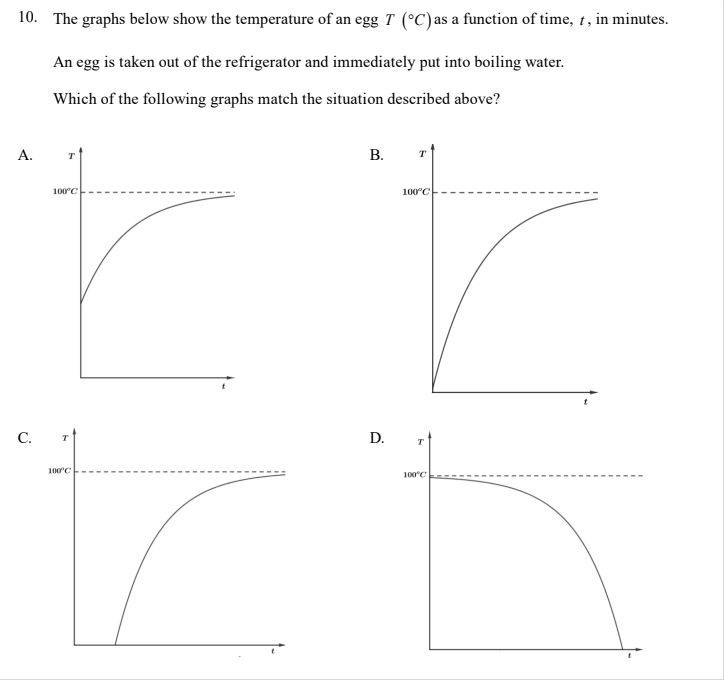 10. The graphs below show the temperature of an egg T (°C) as a function of time, t, in minutes.
An egg is taken out of the refrigerator and immediately put into boiling water.
Which of the following graphs match the situation described above?
A.
T
100°C
t
B.
T
100°C
t
C.
T
100°C
t
D.
T
100°C
t